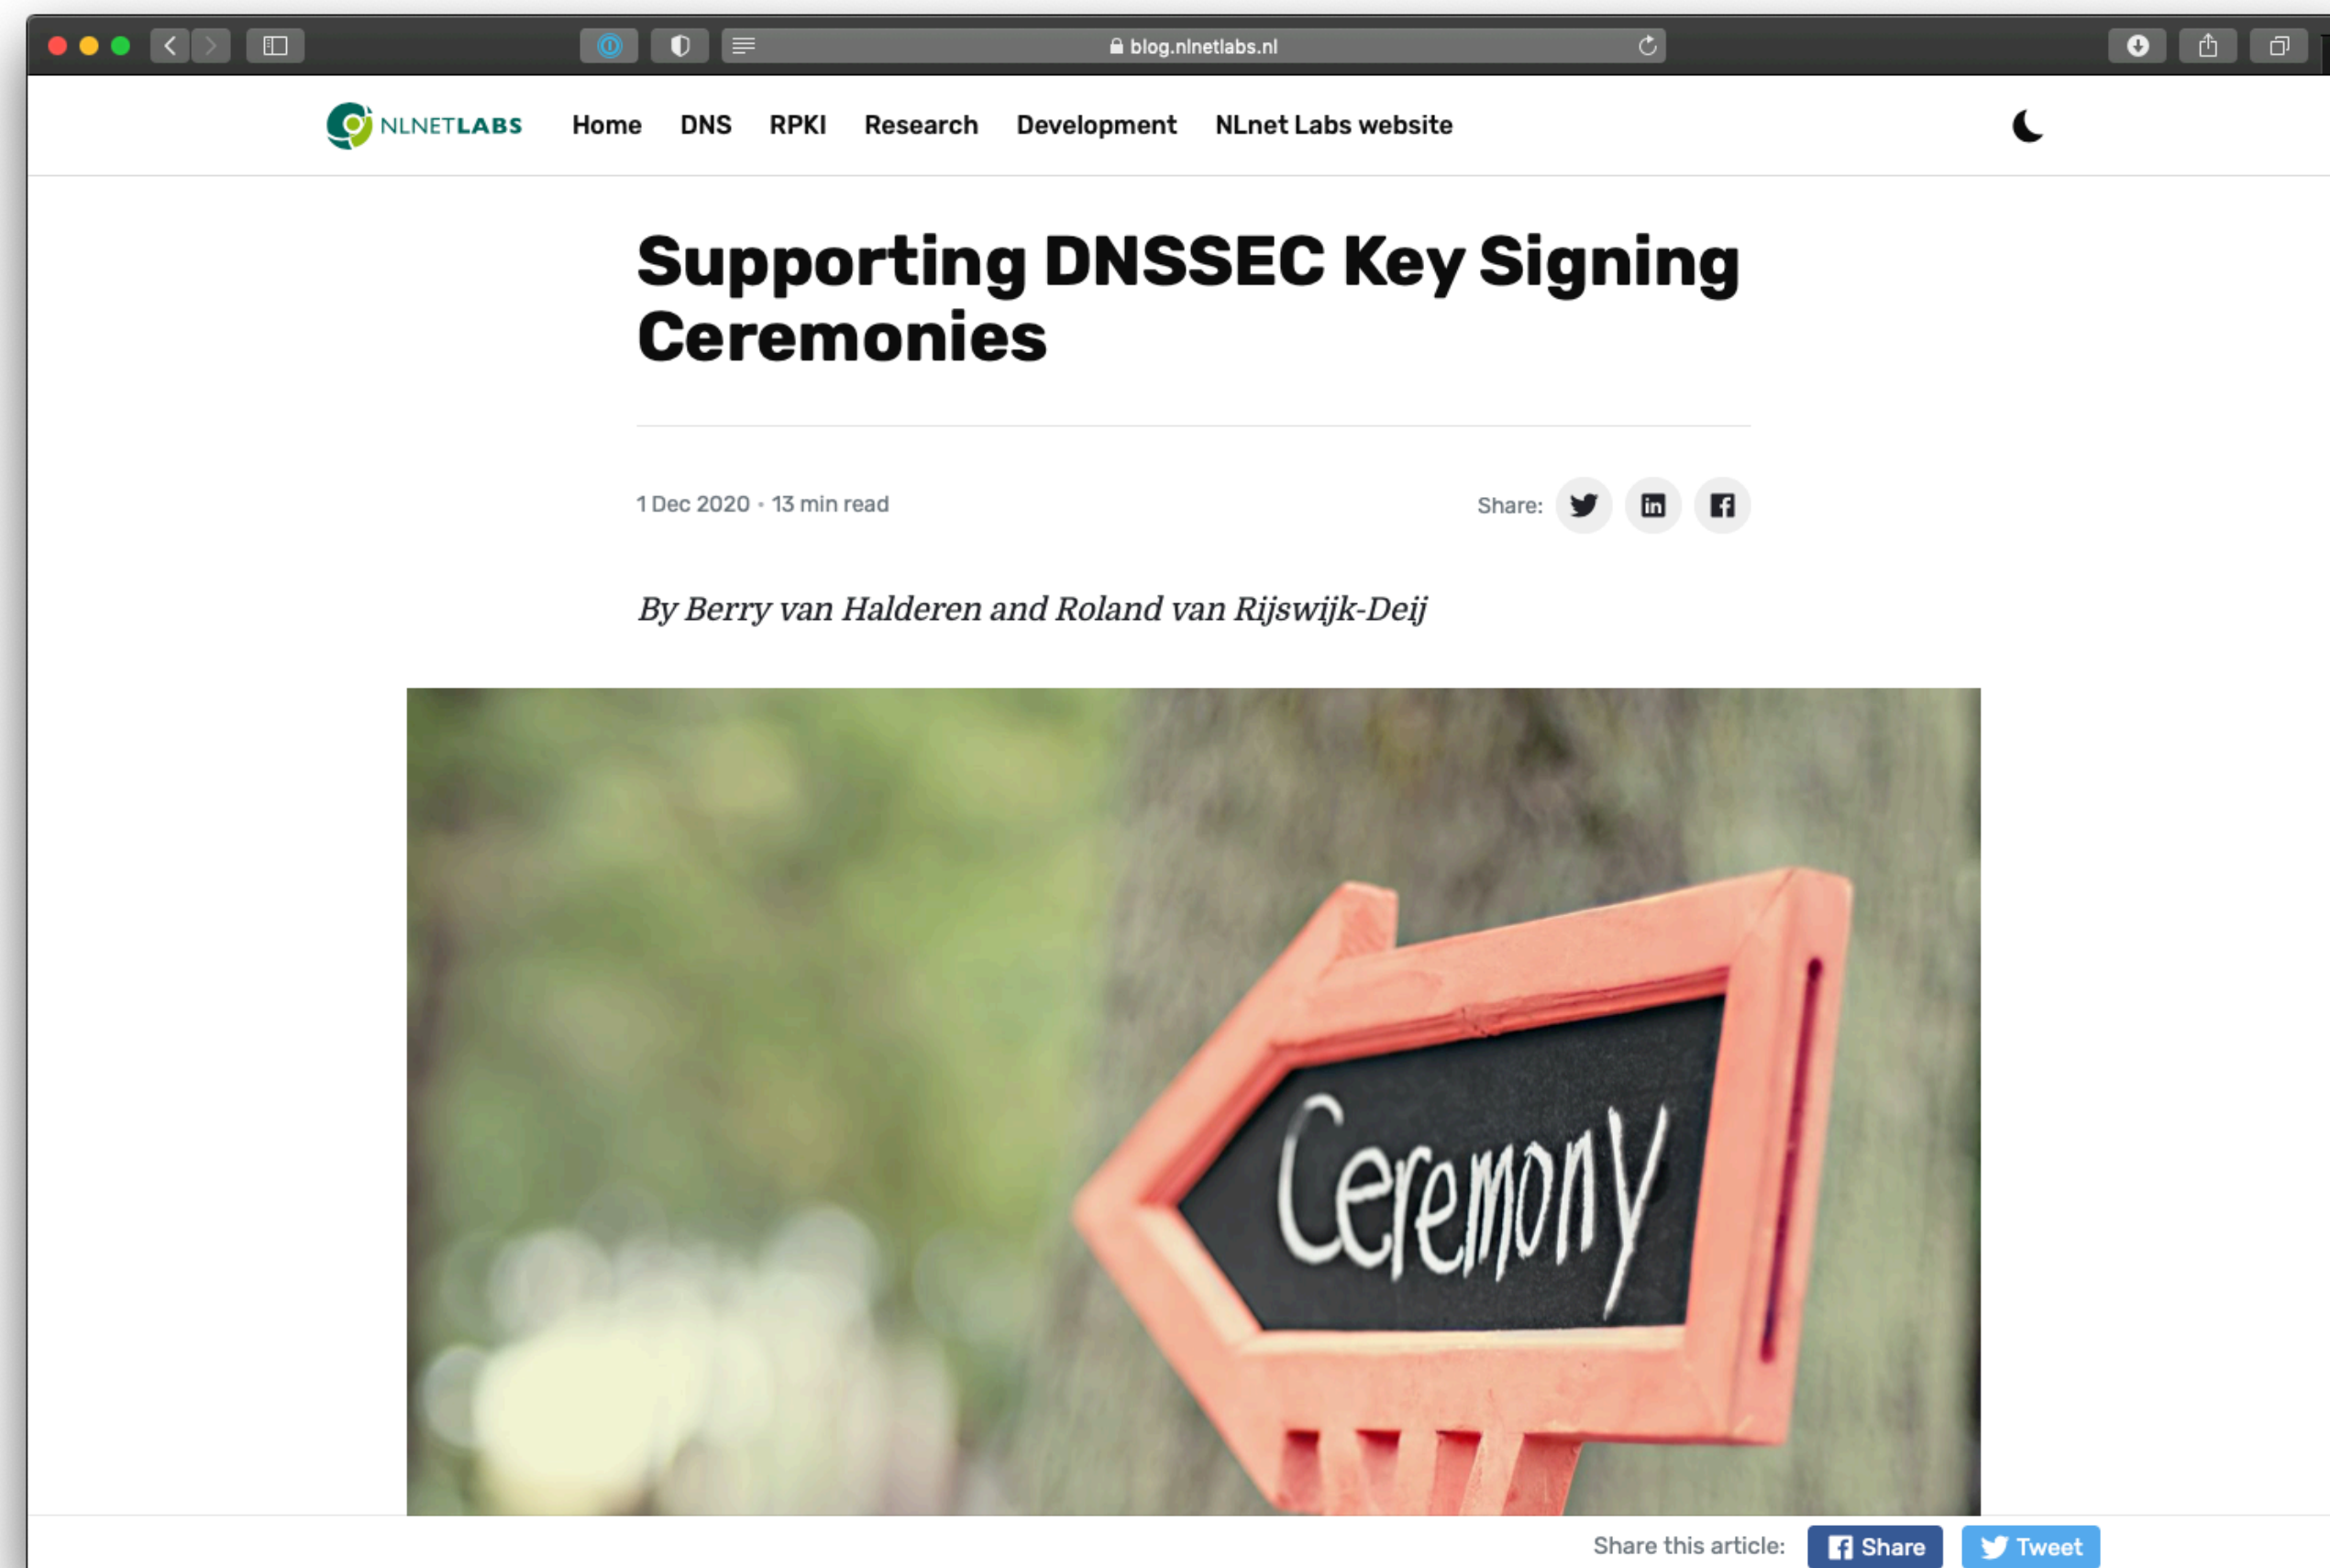 blog.nlnetlabs.nl
NLNETLABS Home DNS RPKI Research Development NLnet Labs website
Supporting DNSSEC Key Signing
Ceremonies
1 Dec 2020 • 13 min read
Share:
By Berry van Halderen and Roland van Rijswijk-Deij
Ceremony
Share this article: Share Tweet